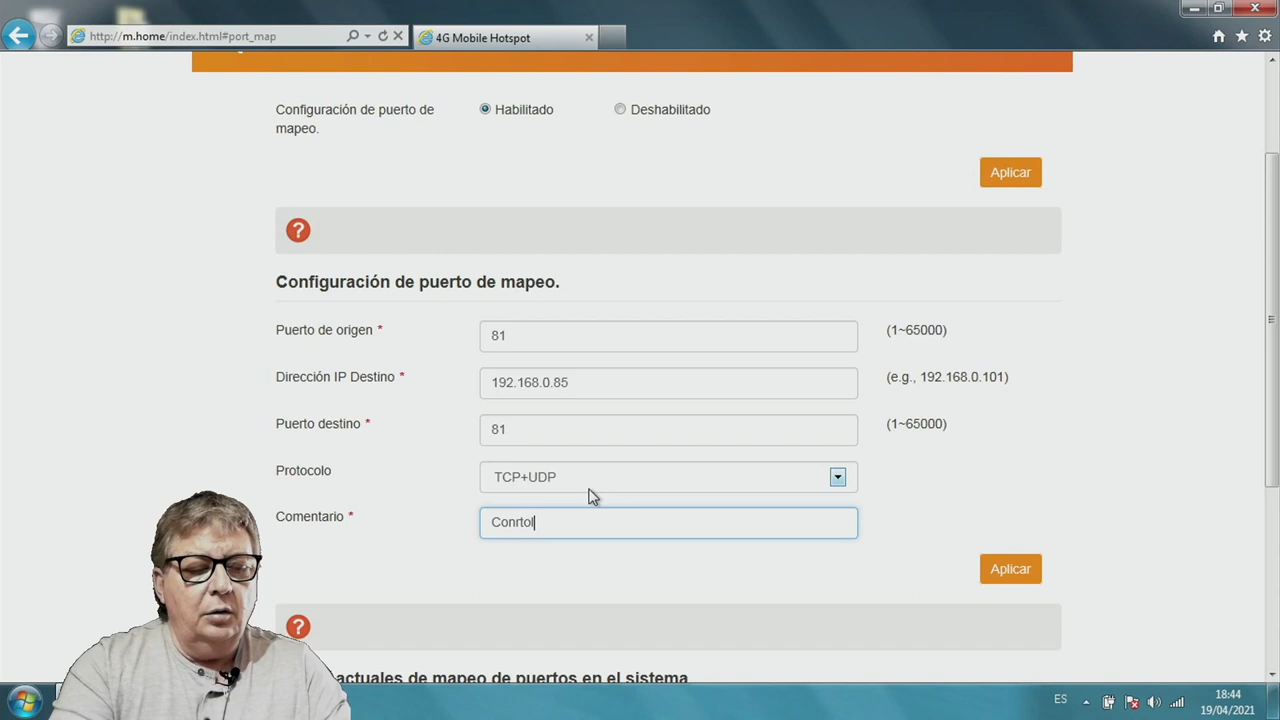 http://m.home/index.html#port_map
4G Mobile Hotspot
Configuración de puerto de
mapeo.
Habilitado
Deshabilitado
Aplicar
?
Configuración de puerto de mapeo.
Puerto de origen *
81
(1~65000)
Dirección IP Destino *
192.168.0.85
(e.g., 192.168.0.101)
Puerto destino *
81
(1~65000)
Protocolo
TCP+UDP
Comentario *
Conrtol
Aplicar
?
actuales de mapeo de puertos en el sistema
ES
18:44
19/04/2021